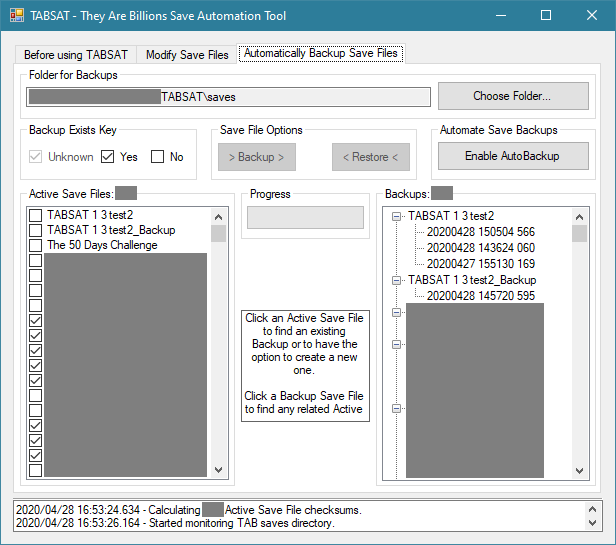 TABSAT - They Are Billions Save Automation Tool
Before using TABSAT
Modify Save Files
Automatically Backup Save Files
Folder for Backups
TABSAT\saves
Choose Folder...
Backup Exists Key
Unknown
Yes
No
Save File Options
> Backup >
< Restore <
Automate Save Backups
Enable AutoBackup
Active Save Files:
TABSAT 1 3 test2
TABSAT 1 3 test2_Backup
The 50 Days Challenge
Progress
Click an Active Save File
to find an existing
Backup or to have the
option to create a new
one.
Click a Backup Save File
to find any related Active
Backups:
TABSAT 1 3 test2
20200428 150504 566
20200428 143624 060
20200427 155130 169
TABSAT 1 3 test2_Backup
20200428 145720 595
2020/04/28 16:53:24.634 - Calculating Active Save File checksums.
2020/04/28 16:53:26.164 - Started monitoring TAB saves directory.